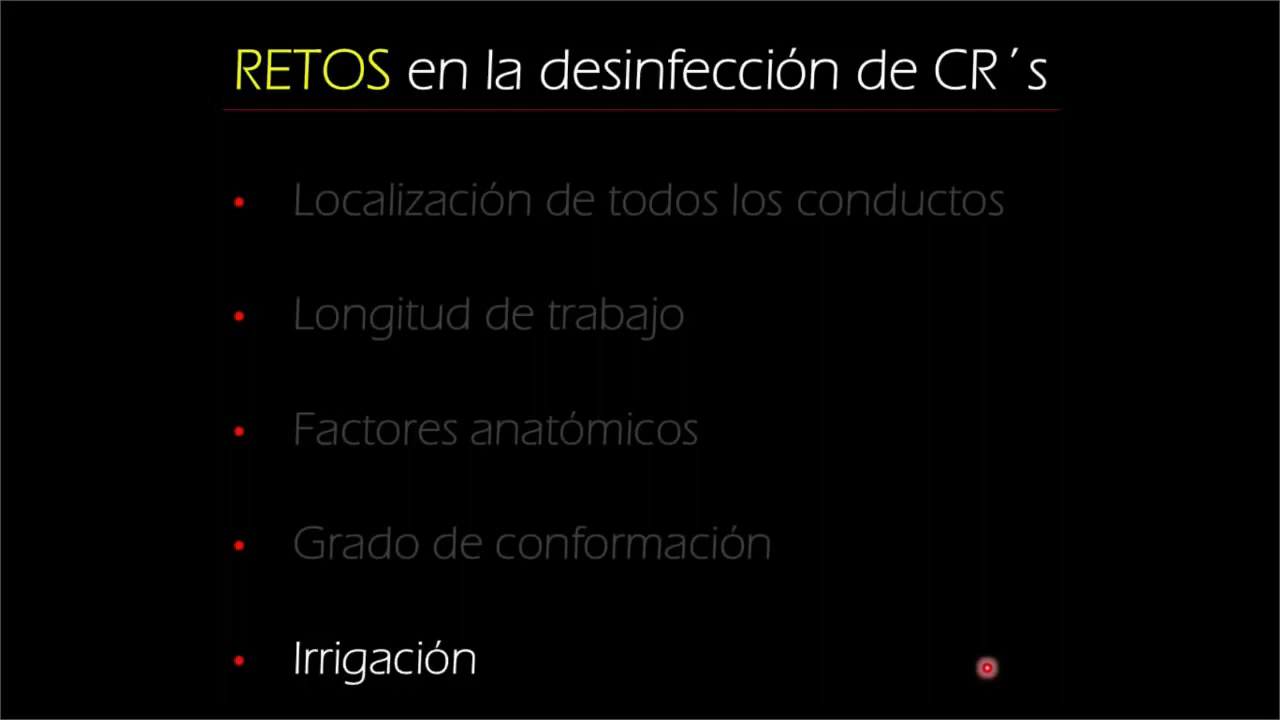 RETOS en la desinfección de CR´s
• Localización de todos los conductos
• Longitud de trabajo
• Factores anatómicos
• Grado de conformación
• Irrigación